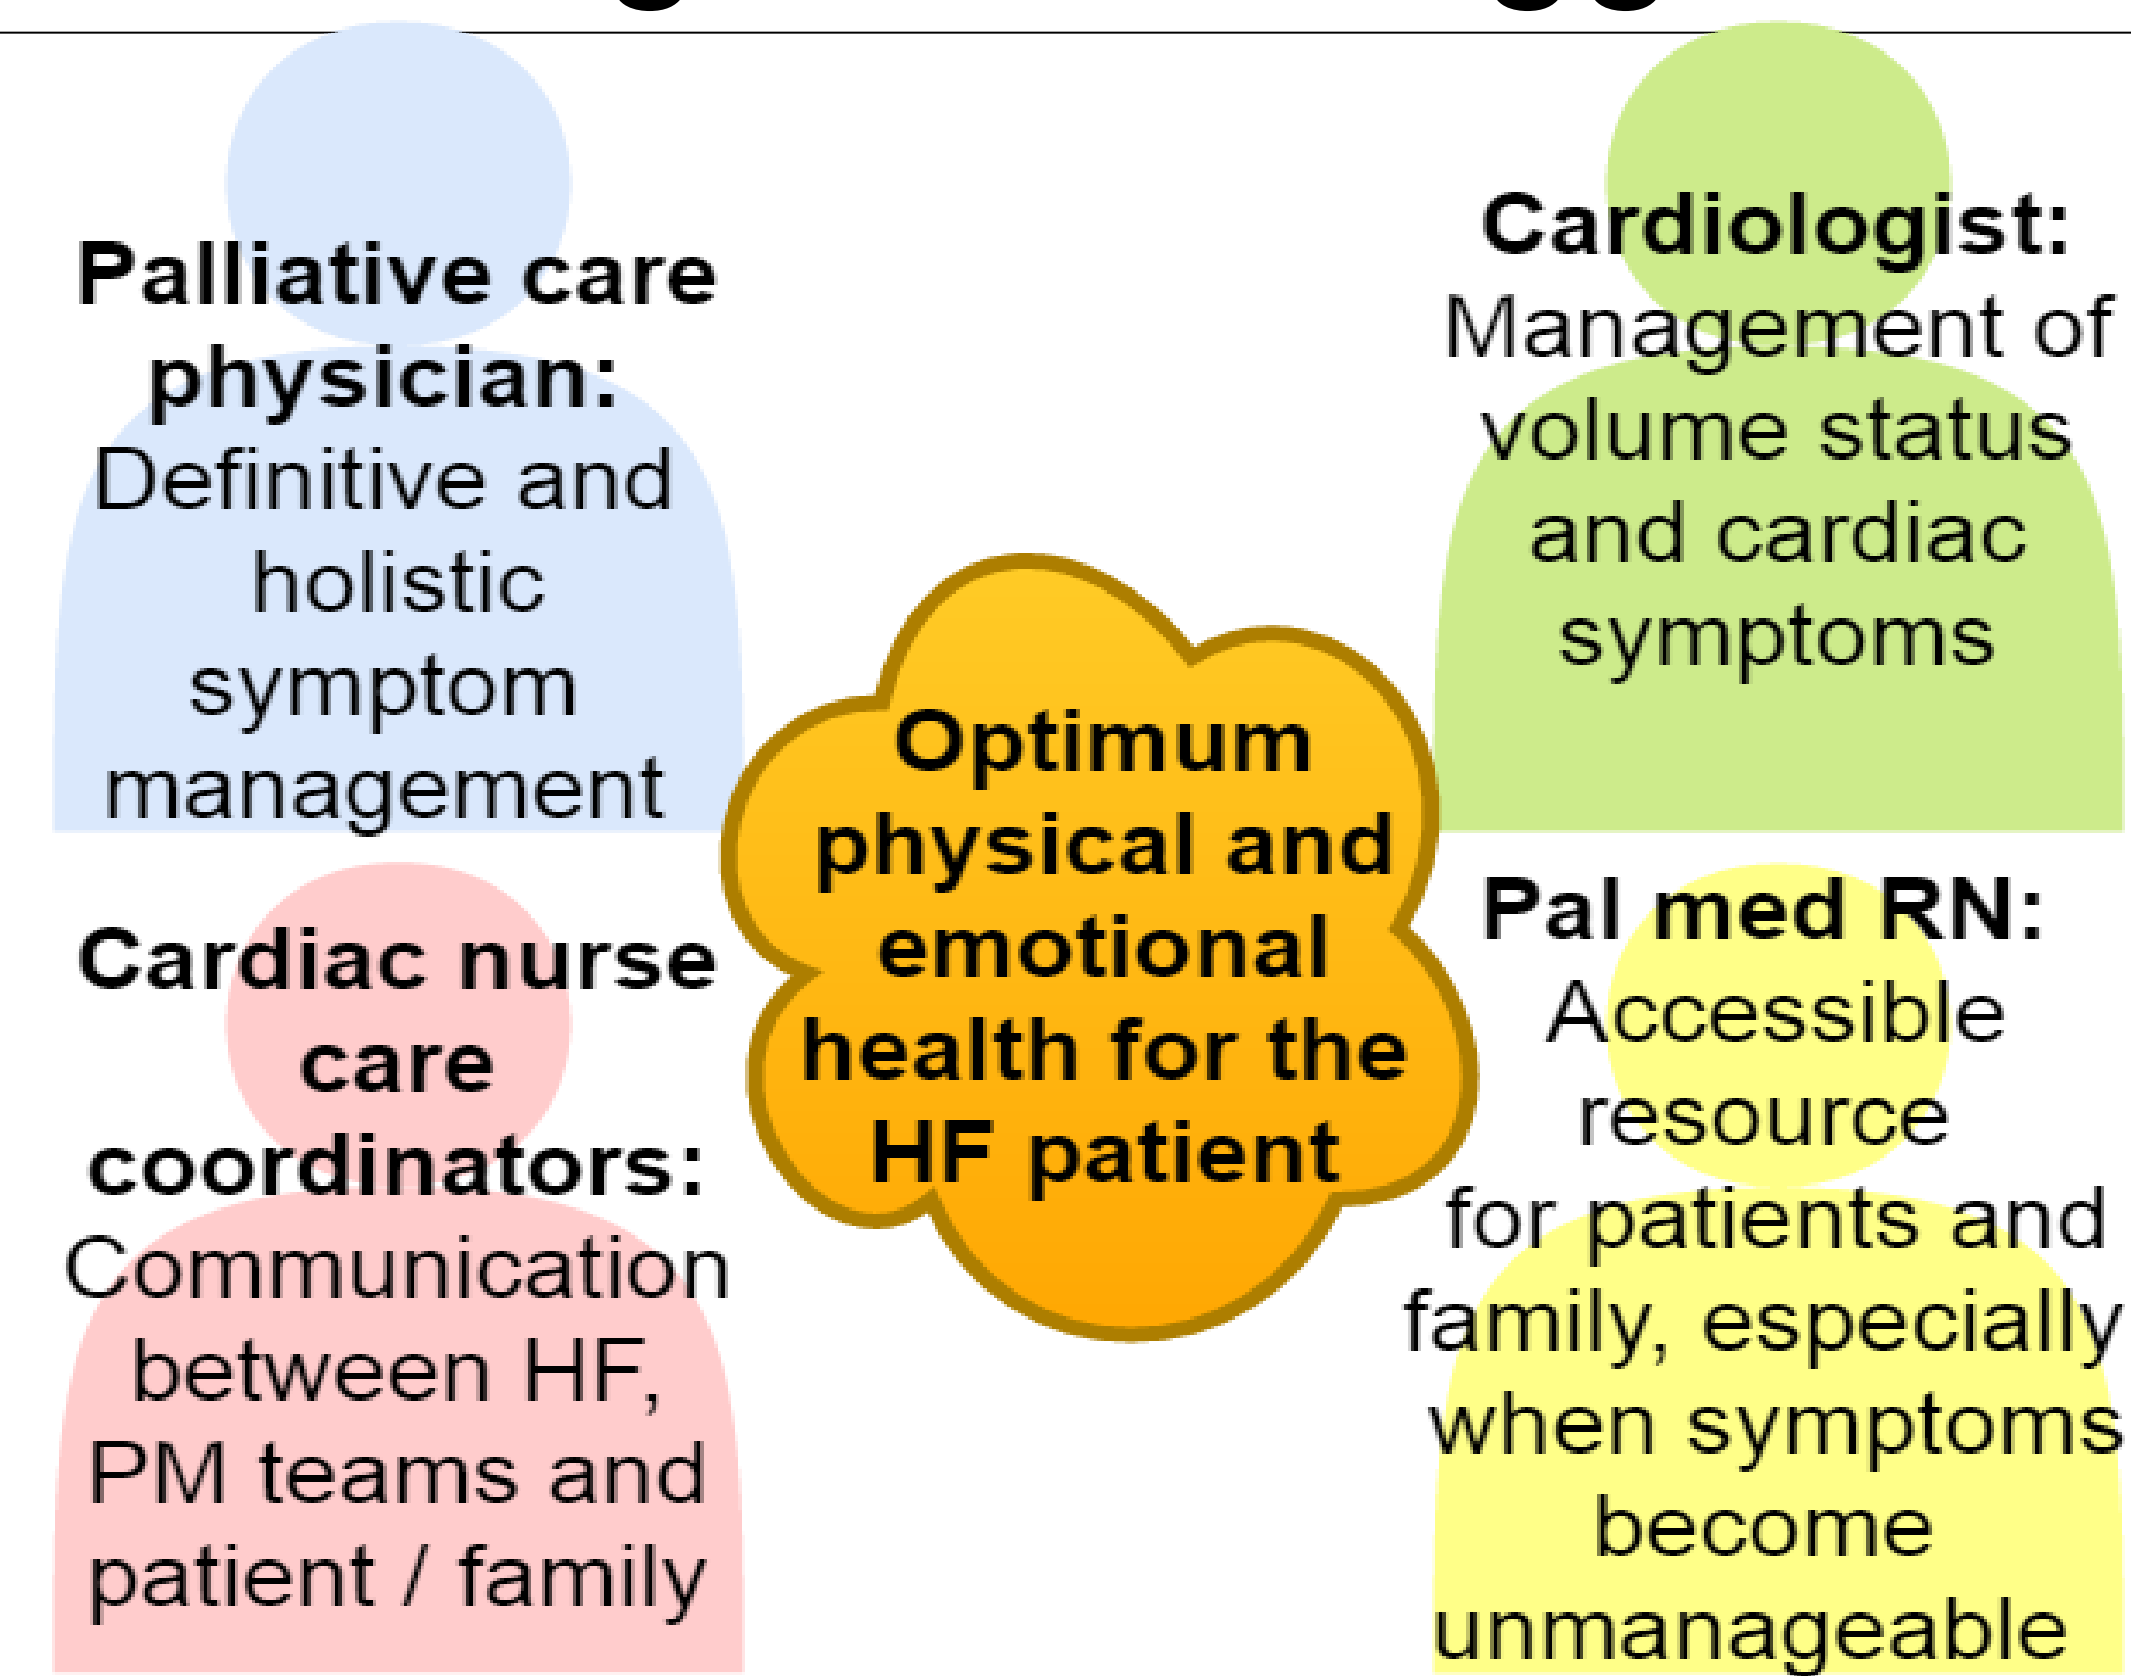 Palliative care
physician:
Definitive and
holistic
symptom
management
Cardiologist:
Management of
volume status
and cardiac
symptoms
Optimum
physical and
emotional
health for the
HF patient
Cardiac nurse
care
coordinators:
Communication
between HF,
PM teams and
patient / family
Pal med RN:
Accessible
resource
for patients and
family, especially
when symptoms
become
unmanageable